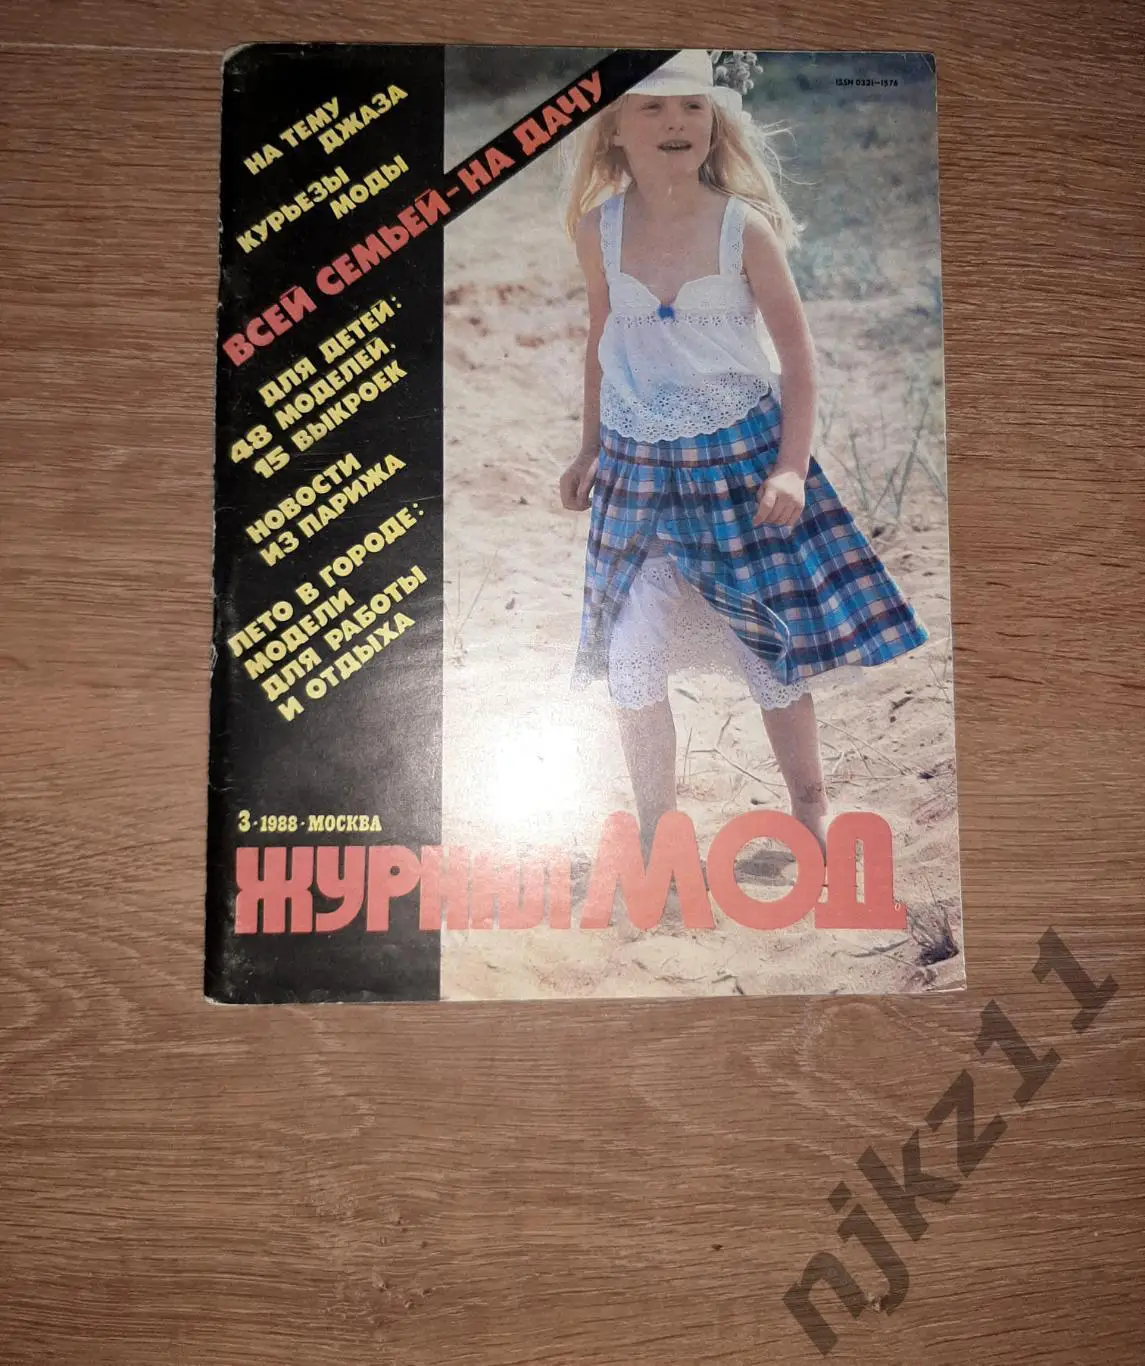 ISSN 0321—1576
НА ТЕМУ
ДЖАЗА
КУРЬЕЗЫ
МОДЫ
ВСЕЙ СЕМЬЕЙ-НА ДАЧУ
ДЛЯ ДЕТЕЙ:
48 МОДЕЛЕЙ,
15 ВЫКРОЕК
НОВОСТИ
ИЗ ПАРИЖА
ЛЕТО В ГОРОДЕ:
МОДЕЛИ
ДЛЯ РАБОТЫ
И ОТДЫХА
3·1988·МОСКВА
ЖУРНАЛ МОД
njkz11